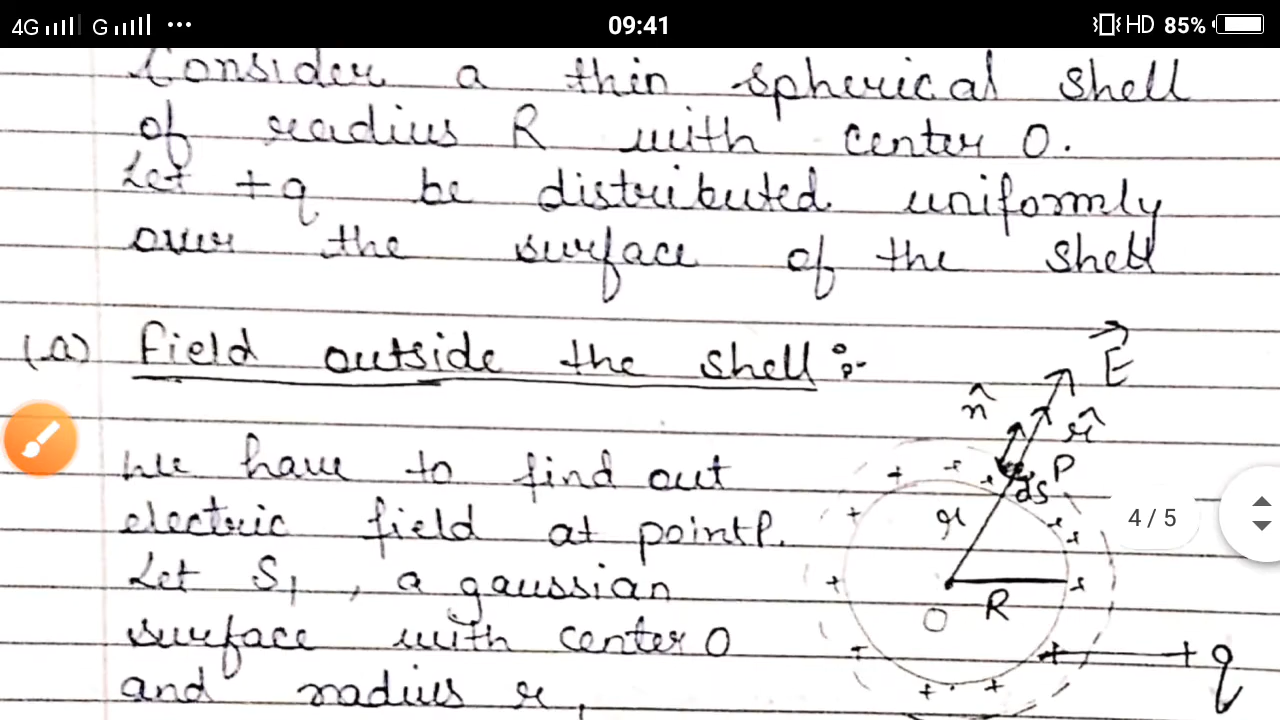 4G G ... 09:41 HD 85%
Consider a thin spherical shell
of radius R with center O.
Let +q be distributed uniformly
over the surface of the shell
(a) Field outside the shell :-
We have to find out
electric field at point P.
Let S1, a gaussian
surface with center O
and radius r,
E
n̂
r̂
P
ds
r
O
R
+q
4 / 5